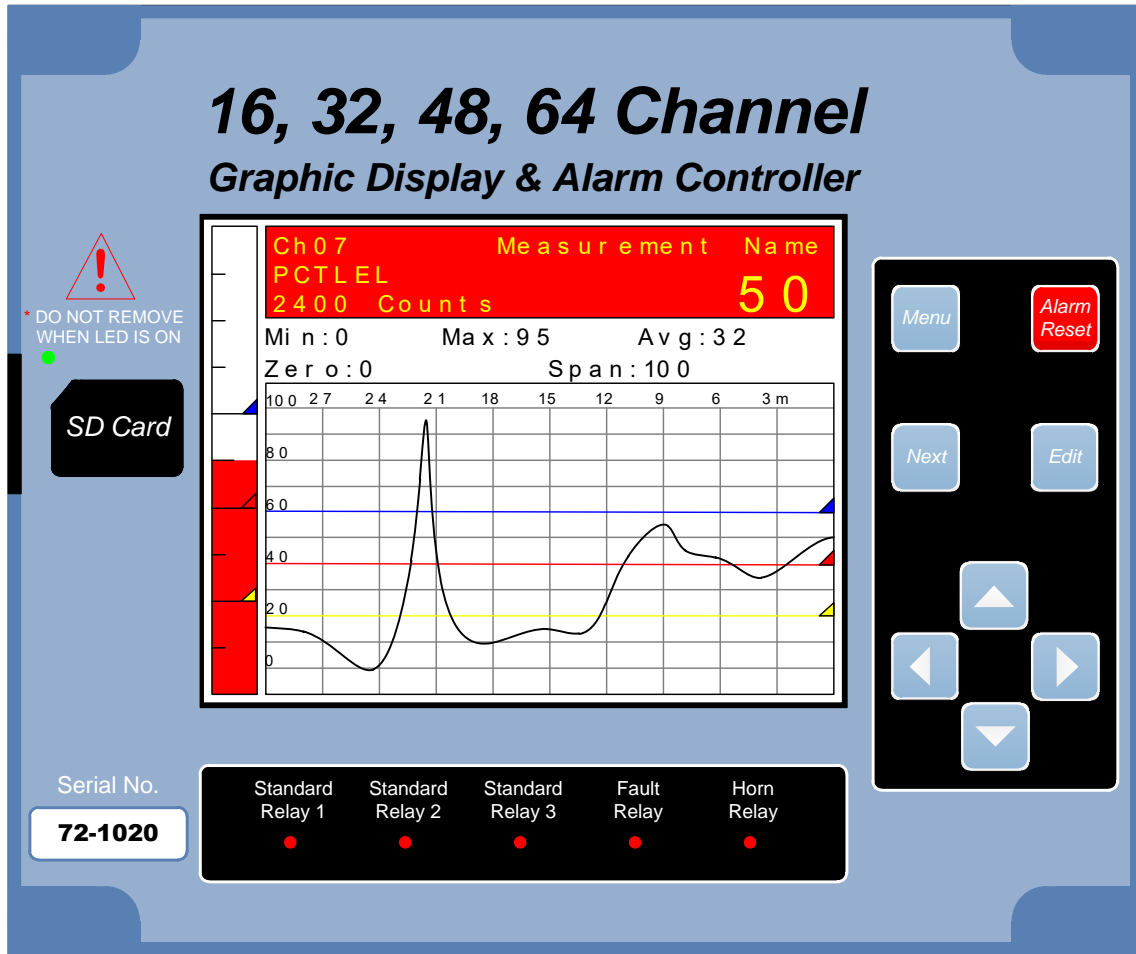 16, 32, 48, 64 Channel
Graphic Display & Alarm Controller
* DO NOT REMOVE
WHEN LED IS ON
SD Card
Ch07 Measurement Name
PCTLEL
2400 Counts 50
Min:0 Max:95 Avg:32
Zero:0 Span:100
100 27 24 21 18 15 12 9 6 3m
80
60
40
20
0
Menu
Alarm
Reset
Next
Edit
Serial No.
72-1020
Standard
Relay 1
Standard
Relay 2
Standard
Relay 3
Fault
Relay
Horn
Relay